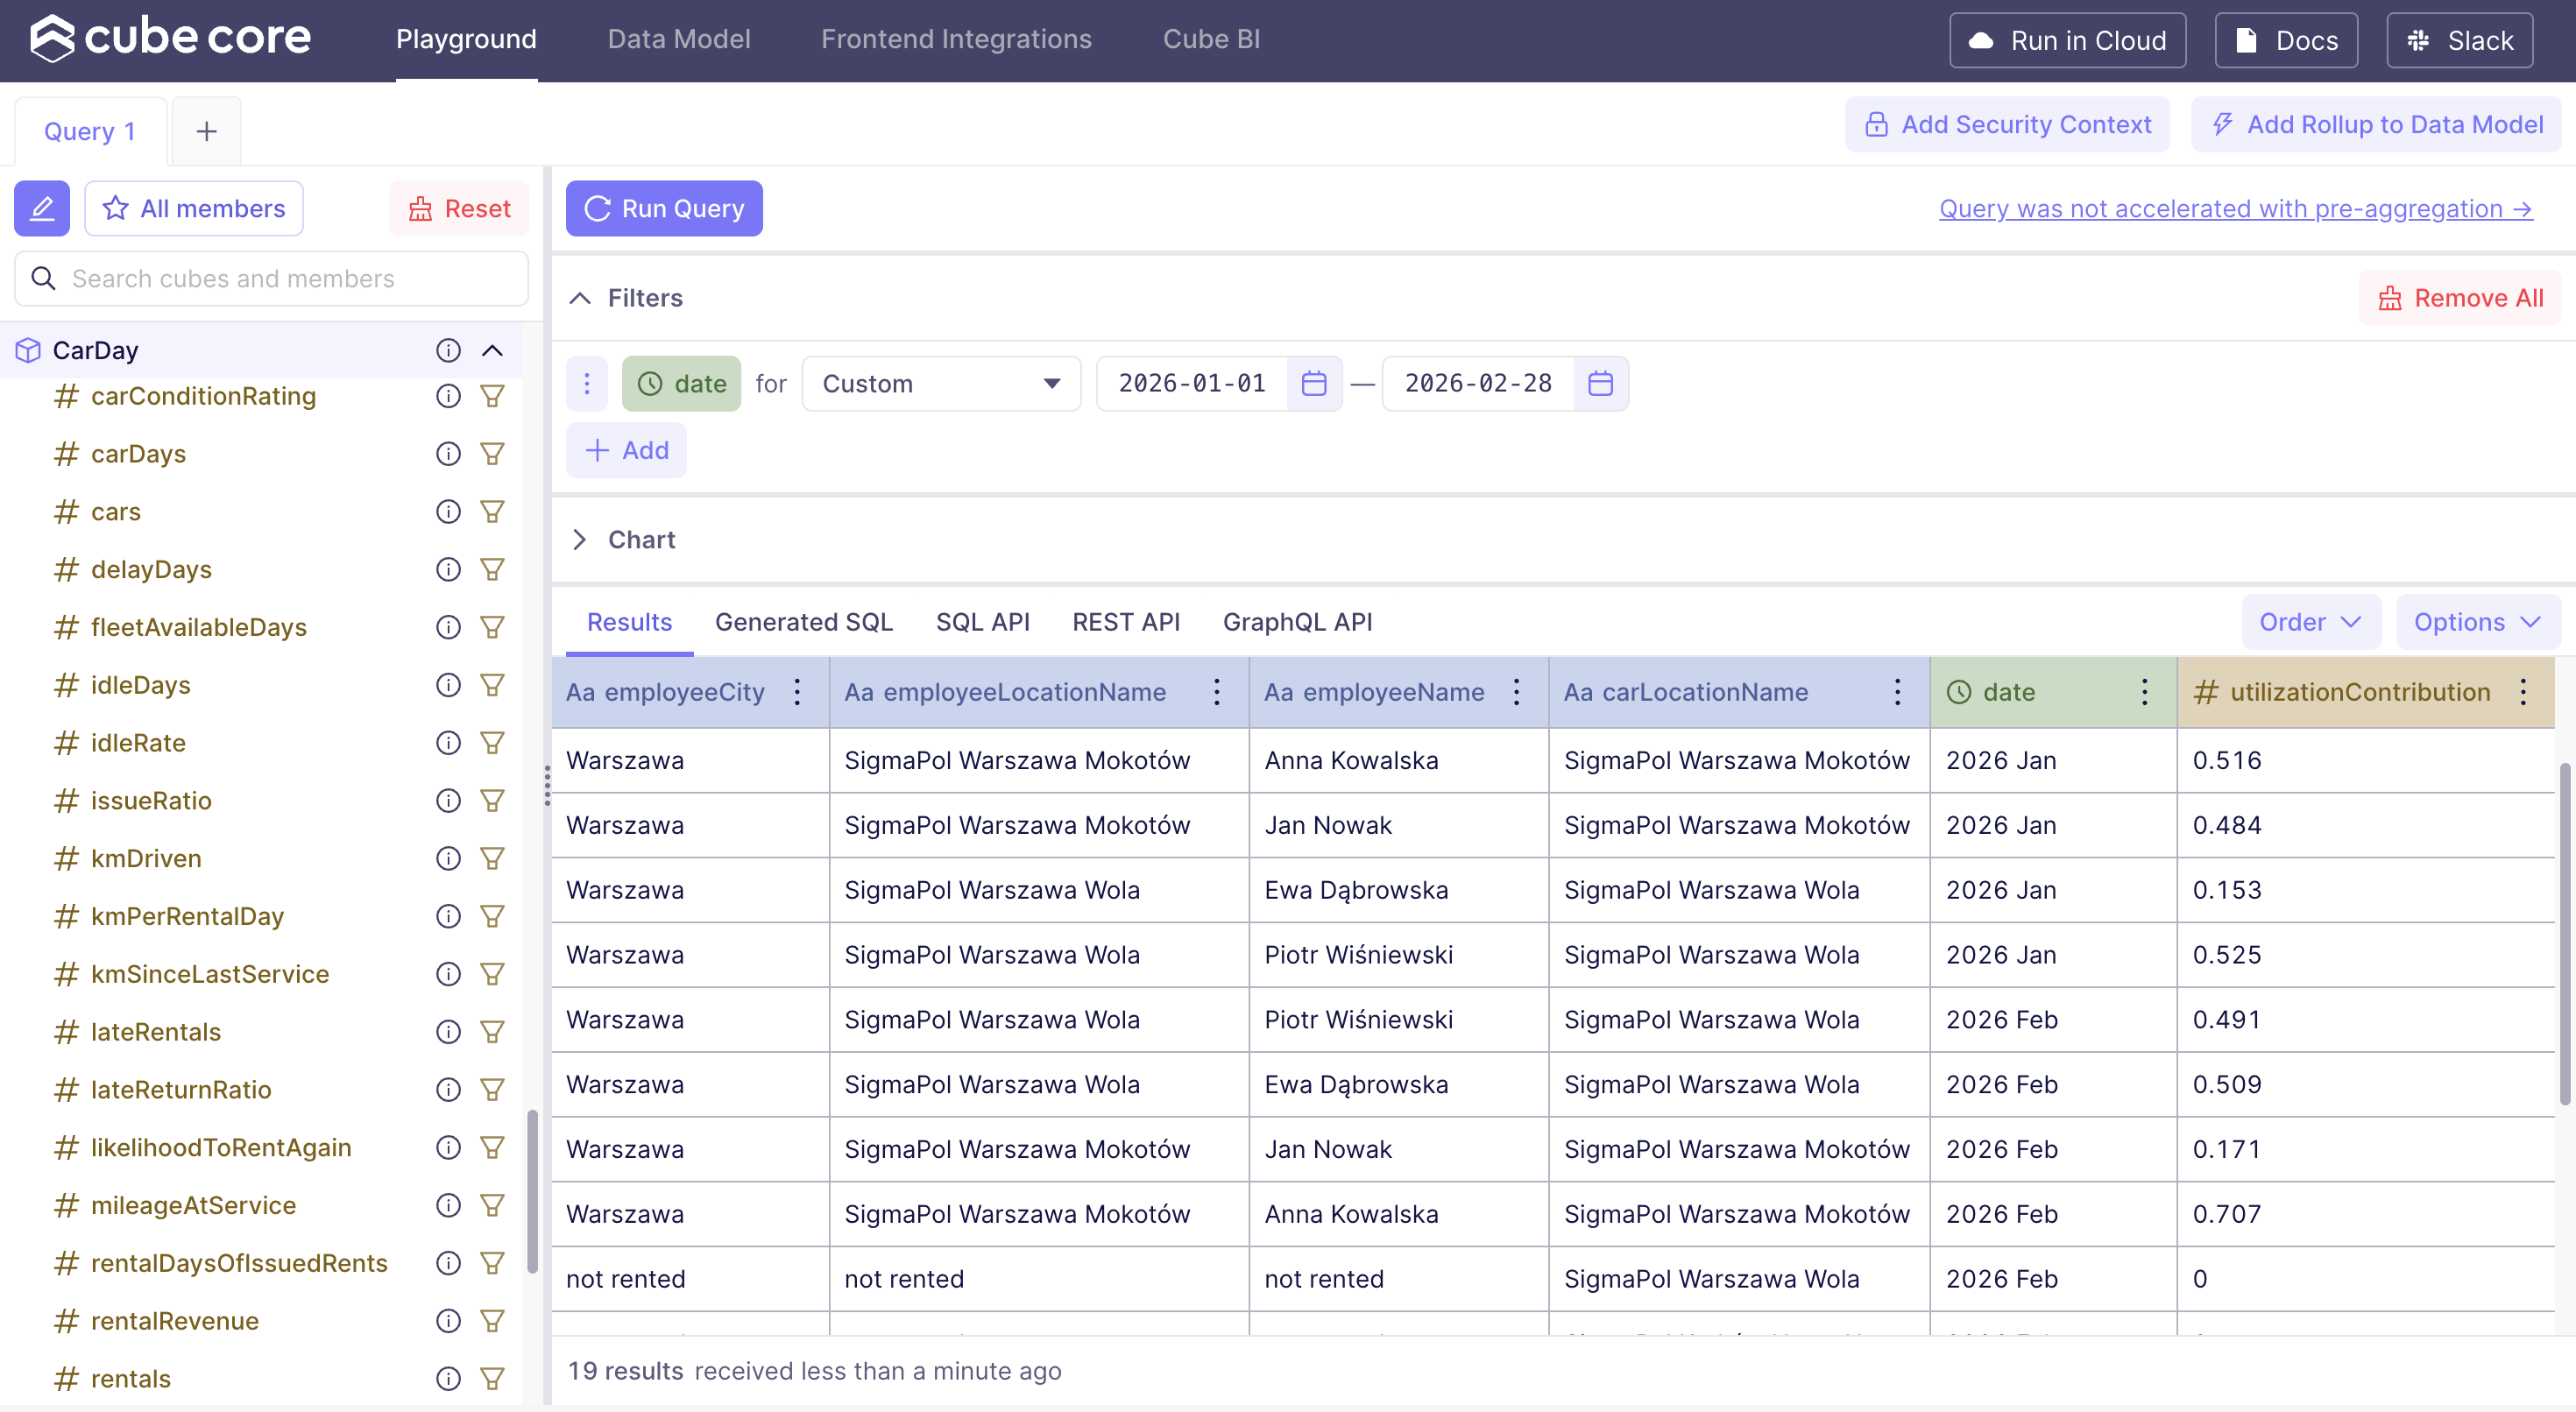 cube core Playground Data Model Frontend Integrations Cube BI Run in Cloud Docs Slack
Query 1 + Add Security Context Add Rollup to Data Model
All members Reset Run Query Query was not accelerated with pre-aggregation →
Search cubes and members
Filters Remove All
CarDay
date for Custom 2026-01-01 — 2026-02-28
Add
Chart
carConditionRating
carDays
cars
delayDays
fleetAvailableDays
idleDays
idleRate
issueRatio
kmDriven
kmPerRentalDay
kmSinceLastService
lateRentals
lateReturnRatio
likelihoodToRentAgain
mileageAtService
rentalDaysOfIssuedRents
rentalRevenue
rentals
Results Generated SQL SQL API REST API GraphQL API Order Options
Aa employeeCity Aa employeeLocationName Aa employeeName Aa carLocationName date # utilizationContribution
Warszawa SigmaPol Warszawa Mokotów Anna Kowalska SigmaPol Warszawa Mokotów 2026 Jan 0.516
Warszawa SigmaPol Warszawa Mokotów Jan Nowak SigmaPol Warszawa Mokotów 2026 Jan 0.484
Warszawa SigmaPol Warszawa Wola Ewa Dąbrowska SigmaPol Warszawa Wola 2026 Jan 0.153
Warszawa SigmaPol Warszawa Wola Piotr Wiśniewski SigmaPol Warszawa Wola 2026 Jan 0.525
Warszawa SigmaPol Warszawa Wola Piotr Wiśniewski SigmaPol Warszawa Wola 2026 Feb 0.491
Warszawa SigmaPol Warszawa Wola Ewa Dąbrowska SigmaPol Warszawa Wola 2026 Feb 0.509
Warszawa SigmaPol Warszawa Mokotów Jan Nowak SigmaPol Warszawa Mokotów 2026 Feb 0.171
Warszawa SigmaPol Warszawa Mokotów Anna Kowalska SigmaPol Warszawa Mokotów 2026 Feb 0.707
not rented not rented not rented SigmaPol Warszawa Wola 2026 Feb 0
19 results received less than a minute ago